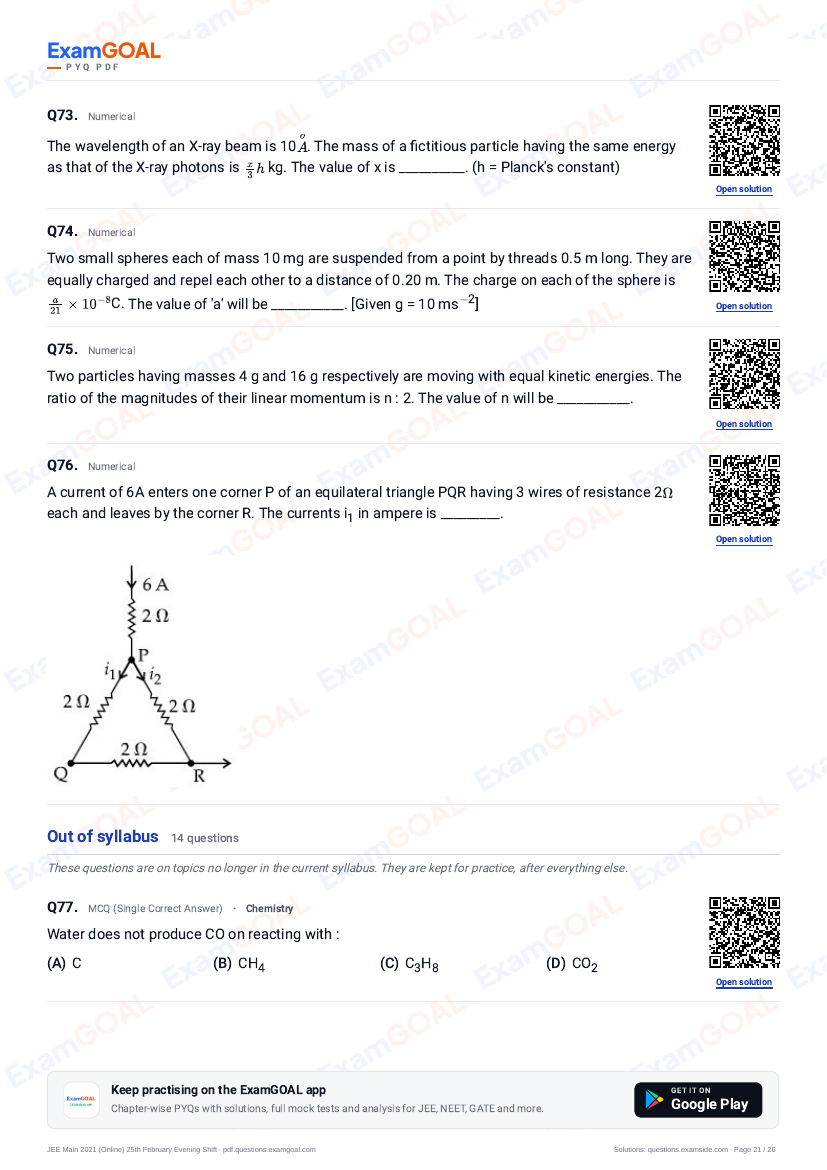 ExamGOAL
PYQ PDF
Q73. Numerical
The wavelength of an X-ray beam is 10 $\overset{o}{A}$. The mass of a fictitious particle having the same energy
as that of the X-ray photons is $\frac{x}{3}h$ kg. The value of x is __________. (h = Planck's constant)
Open solution
Q74. Numerical
Two small spheres each of mass 10 mg are suspended from a point by threads 0.5 m long. They are
equally charged and repel each other to a distance of 0.20 m. The charge on each of the sphere is
$\frac{a}{21} \times 10^{-8}$C. The value of 'a' will be ___________. [Given g = 10 ms$^{-2}$]
Open solution
Q75. Numerical
Two particles having masses 4 g and 16 g respectively are moving with equal kinetic energies. The
ratio of the magnitudes of their linear momentum is n : 2. The value of n will be ___________.
Open solution
Q76. Numerical
A current of 6A enters one corner P of an equilateral triangle PQR having 3 wires of resistance 2Ω
each and leaves by the corner R. The currents i₁ in ampere is _________.
Open solution
6 A
2 Ω
P
i₁ i₂
2 Ω 2 Ω
2 Ω
Q R
Out of syllabus 14 questions
These questions are on topics no longer in the current syllabus. They are kept for practice, after everything else.
Q77. MCQ (Single Correct Answer) · Chemistry
Water does not produce CO on reacting with :
(A) C (B) CH₄ (C) C₃H₈ (D) CO₂
Open solution
ExamGOAL
Keep practising on the ExamGOAL app
Chapter-wise PYQs with solutions, full mock tests and analysis for JEE, NEET, GATE and more.
GET IT ON
Google Play
JEE Main 2021 (Online) 25th February Evening Shift · pdf.questions.examgoal.com
Solutions: questions.examside.com · Page 21 / 26